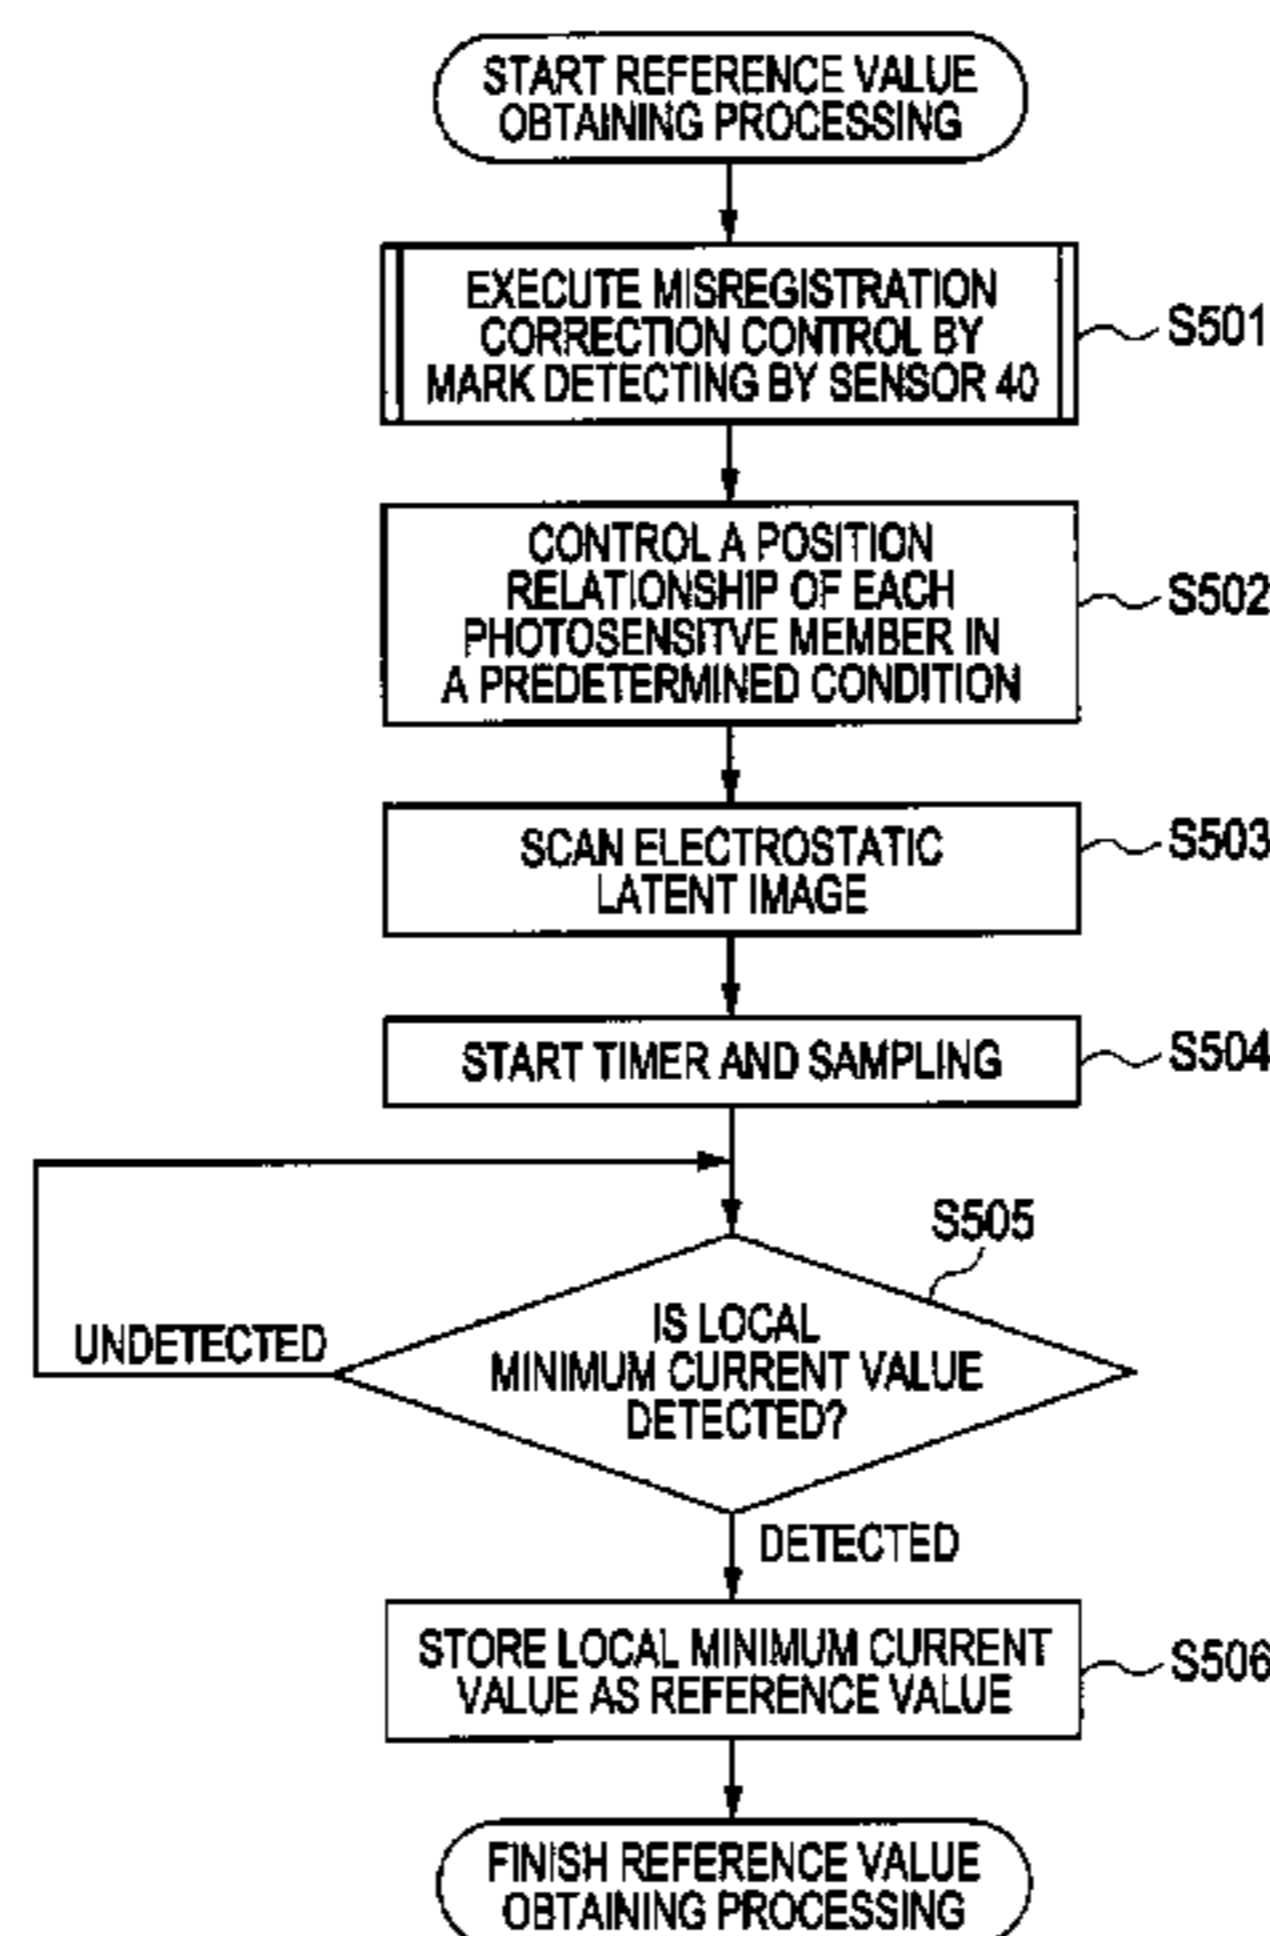 START REFERENCE VALUE
OBTAINING PROCESSING
EXECUTE MISREGISTRATION
CORRECTION CONTROL BY
MARK DETECTING BY SENSOR 40
S501
CONTROL A POSITION
RELATIONSHIP OF EACH
PHOTOSENSITVE MEMBER IN
A PREDETERMINED CONDITION
S502
SCAN ELECTROSTATIC
LATENT IMAGE
S503
START TIMER AND SAMPLING
S504
S505
IS LOCAL
MINIMUM CURRENT VALUE
DETECTED?
UNDETECTED
DETECTED
STORE LOCAL MINIMUM CURRENT
VALUE AS REFERENCE VALUE
S506
FINISH REFERENCE VALUE
OBTAINING PROCESSING